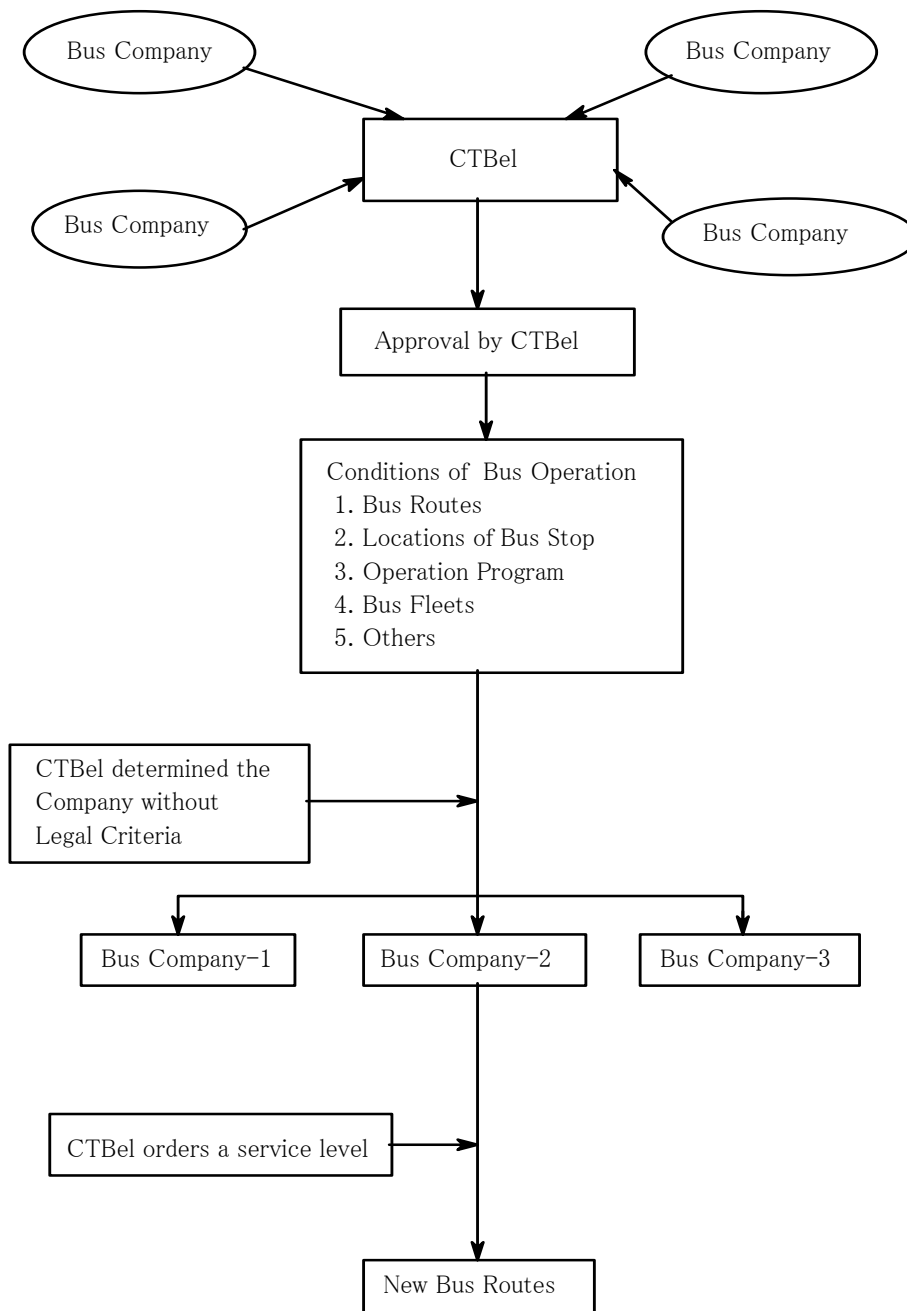 Bus Company
Bus Company
CTBel
Bus Company
Bus Company
Approval by CTBel
Conditions of Bus Operation
1. Bus Routes
2. Locations of Bus Stop
3. Operation Program
4. Bus Fleets
5. Others
CTBel determined the
Company without
Legal Criteria
Bus Company-1
Bus Company-2
Bus Company-3
CTBel orders a service level
New Bus Routes